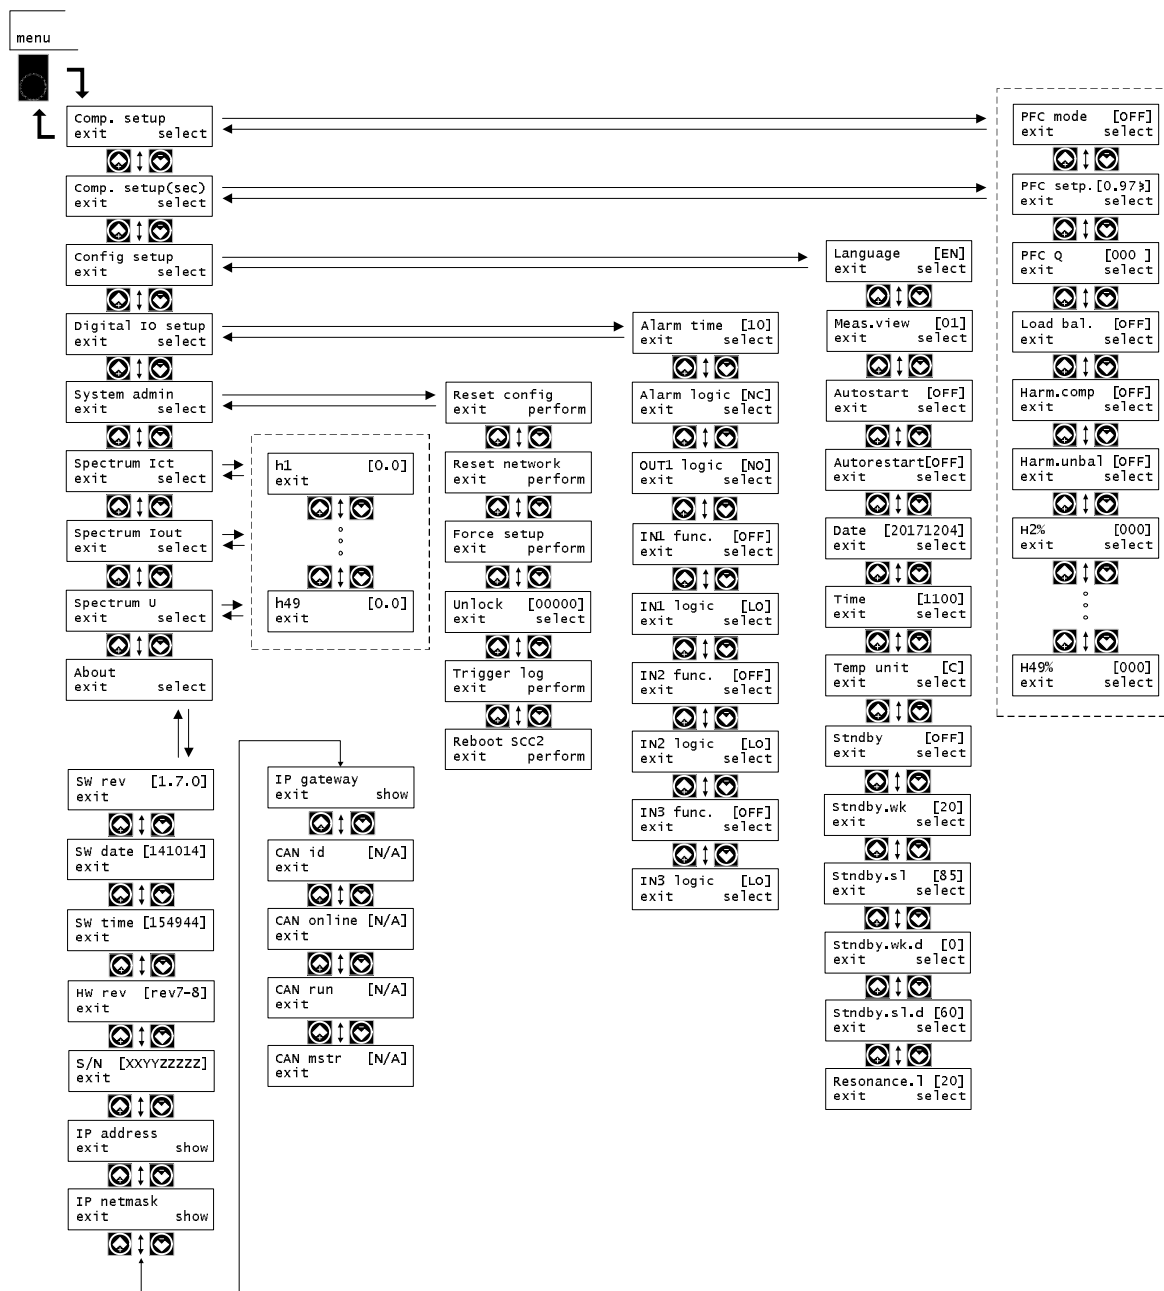 menu
Comp. setup
exit select
Comp. setup(sec)
exit select
Config setup
exit select
Digital IO setup
exit select
System admin
exit select
Spectrum Ict
exit select
Spectrum Iout
exit select
Spectrum U
exit select
About
exit select
SW rev [1.7.0]
exit
SW date [141014]
exit
SW time [154944]
exit
HW rev [rev7-8]
exit
S/N [XXYYZZZZZ]
exit
IP address
exit show
IP netmask
exit show
h1 [0.0]
exit
h49 [0.0]
exit
IP gateway
exit show
CAN id [N/A]
exit
CAN online [N/A]
exit
CAN run [N/A]
exit
CAN mstr [N/A]
exit
Reset config
exit perform
Reset network
exit perform
Force setup
exit perform
Unlock [00000]
exit select
Trigger log
exit perform
Reboot SCC2
exit perform
Alarm time [10]
exit select
Alarm logic [NC]
exit select
OUT1 logic [NO]
exit select
IN1 func. [OFF]
exit select
IN1 logic [LO]
exit select
IN2 func. [OFF]
exit select
IN2 logic [LO]
exit select
IN3 func. [OFF]
exit select
IN3 logic [LO]
exit select
Language [EN]
exit select
Meas.view [01]
exit select
Autostart [OFF]
exit select
Autorestart[OFF]
exit select
Date [20171204]
exit select
Time [1100]
exit select
Temp unit [C]
exit select
Stndby [OFF]
exit select
Stndby.wk [20]
exit select
Stndby.sl [85]
exit select
Stndby.wk.d [0]
exit select
Stndby.sl.d [60]
exit select
Resonance.l [20]
exit select
PFC mode [OFF]
exit select
PFC setp.
exit select
PFC Q [000 ]
exit select
Load bal. [OFF]
exit select
Harm.comp [OFF]
exit select
Harm.unbal [OFF]
exit select
H2% [000]
exit select
H49% [000]
exit select